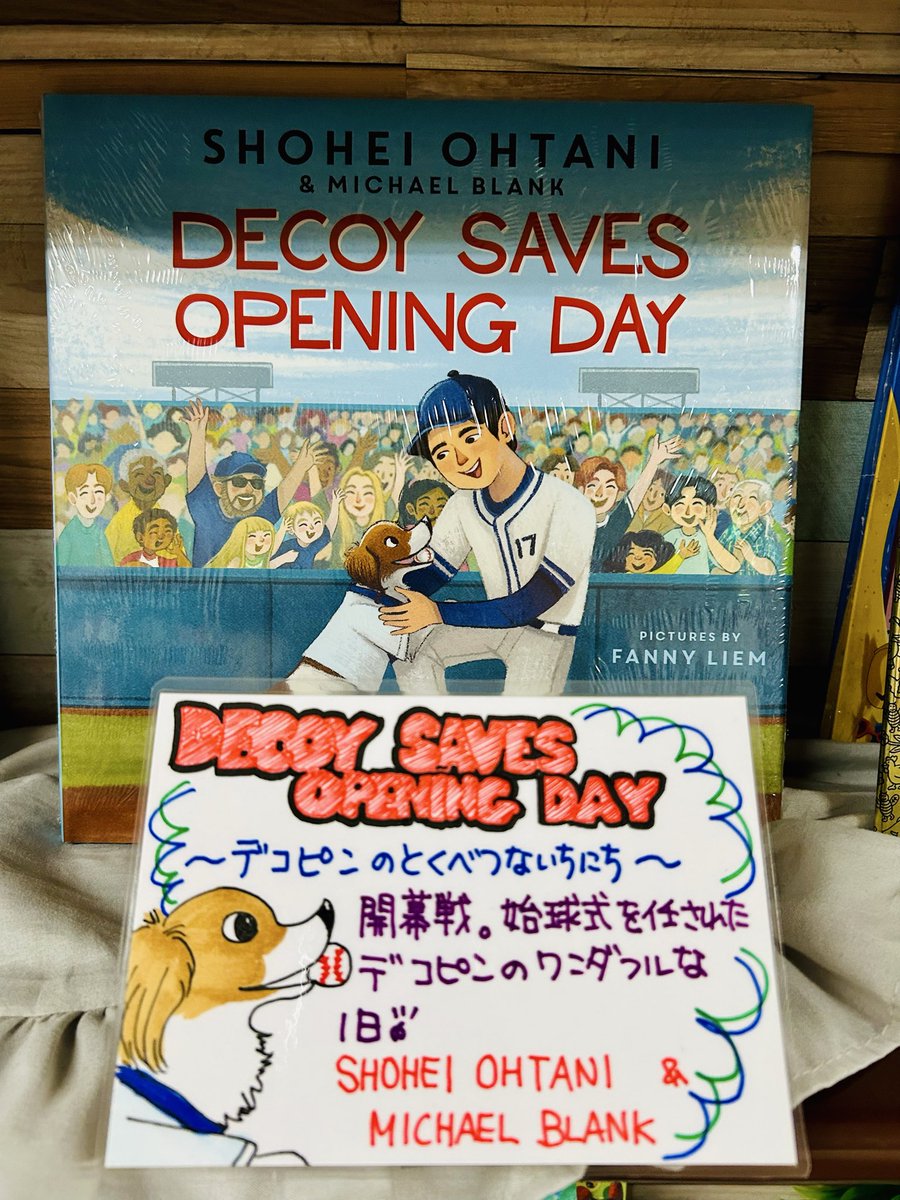 SHOHEI OHTANI
& MICHAEL BLANK
DECOY SAVES
OPENING DAY
17
PICTURES BY
FANNY LIEM
DECOY SAVES
OPENING DAY
〜デコピンのとくべつないちにち〜
開幕戦。始球式を任された
デコピンのワンダフルな
1日
SHOHEI OHTANI &
MICHAEL BLANK